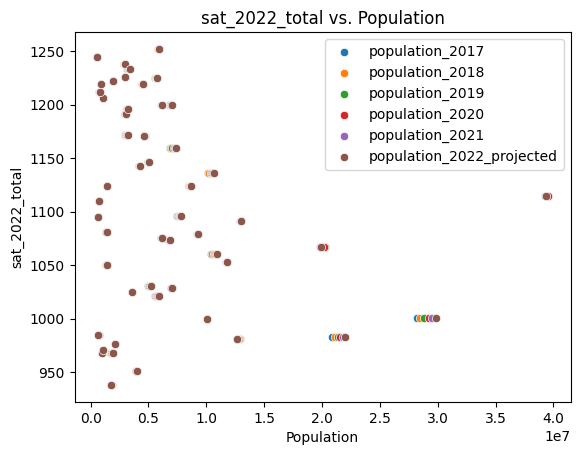 sat_2022_total vs. Population
1250
1200
1150
1100
1050
1000
950
sat_2022_total
population_2017
population_2018
population_2019
population_2020
population_2021
population_2022_projected
0.0 0.5 1.0 1.5 2.0 2.5 3.0 3.5 4.0
1e7
Population